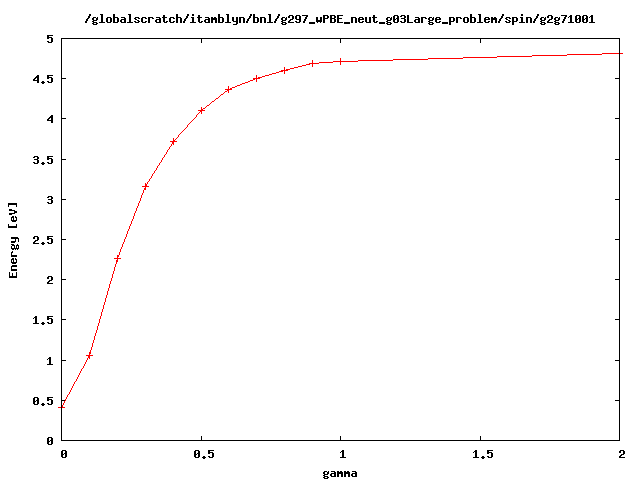 /globalscratch/itamblyn/bnl/g297_wPBE_neut_g03Large_problem/spin/g2g71001
5
4.5
4
3.5
3
2.5
2
1.5
1
0.5
0
Energy [eV]
0 0.5 1 1.5 2
gamma